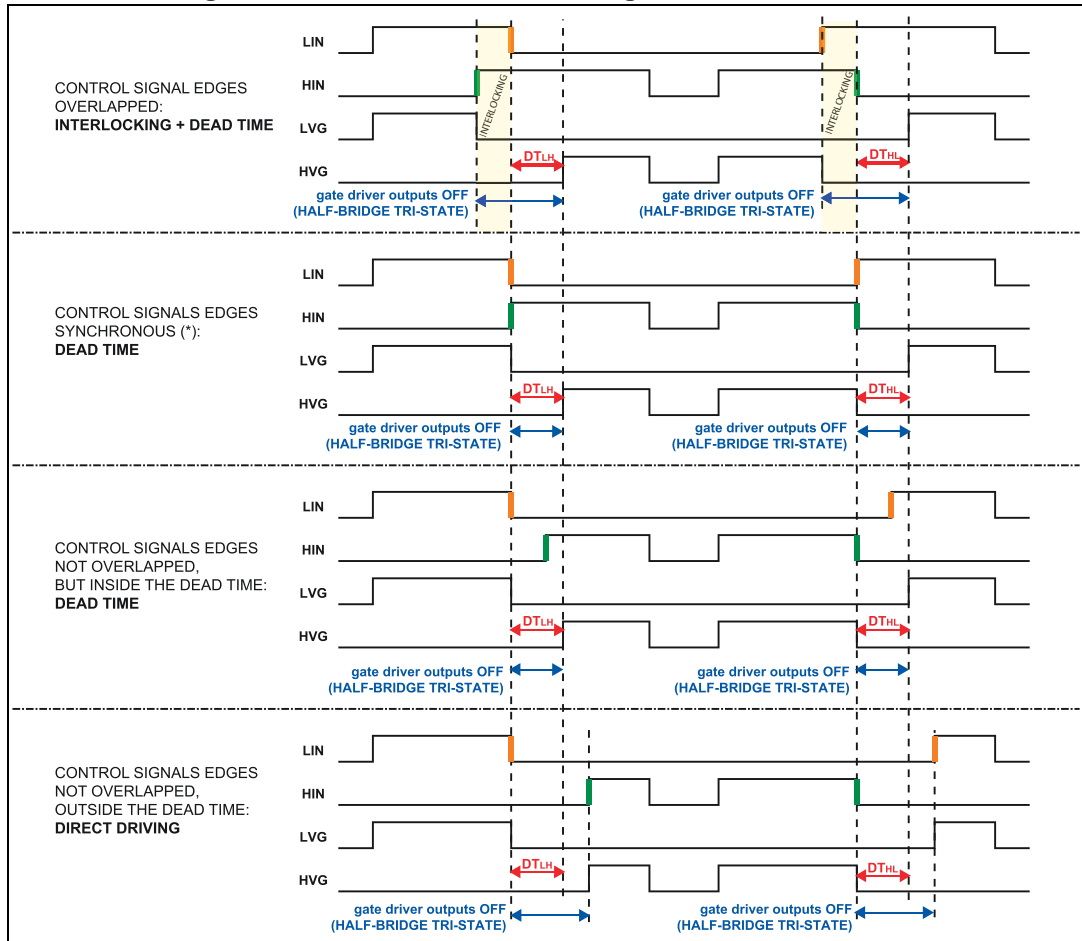 LIN
HIN
LVG
HVG
CONTROL SIGNAL EDGES
OVERLAPPED:
INTERLOCKING + DEAD TIME
INTERLOCKING
INTERLOCKING
DTLH
DTHL
gate driver outputs OFF
(HALF-BRIDGE TRI-STATE)
gate driver outputs OFF
(HALF-BRIDGE TRI-STATE)
LIN
HIN
LVG
HVG
CONTROL SIGNALS EDGES
SYNCHRONOUS (*):
DEAD TIME
DTLH
DTHL
gate driver outputs OFF
(HALF-BRIDGE TRI-STATE)
gate driver outputs OFF
(HALF-BRIDGE TRI-STATE)
LIN
HIN
LVG
HVG
CONTROL SIGNALS EDGES
NOT OVERLAPPED,
BUT INSIDE THE DEAD TIME:
DEAD TIME
DTLH
DTHL
gate driver outputs OFF
(HALF-BRIDGE TRI-STATE)
gate driver outputs OFF
(HALF-BRIDGE TRI-STATE)
LIN
HIN
LVG
HVG
CONTROL SIGNALS EDGES
NOT OVERLAPPED,
OUTSIDE THE DEAD TIME:
DIRECT DRIVING
DTLH
DTHL
gate driver outputs OFF
(HALF-BRIDGE TRI-STATE)
gate driver outputs OFF
(HALF-BRIDGE TRI-STATE)